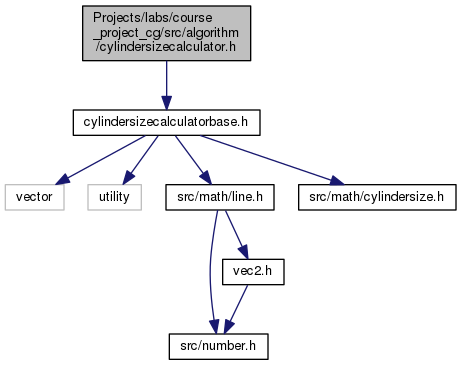 Projects/labs/course
_project_cg/src/algorithm
/cylindersizecalculator.h
cylindersizecalculatorbase.h
vector
utility
src/math/line.h
src/math/cylindersize.h
vec2.h
src/number.h